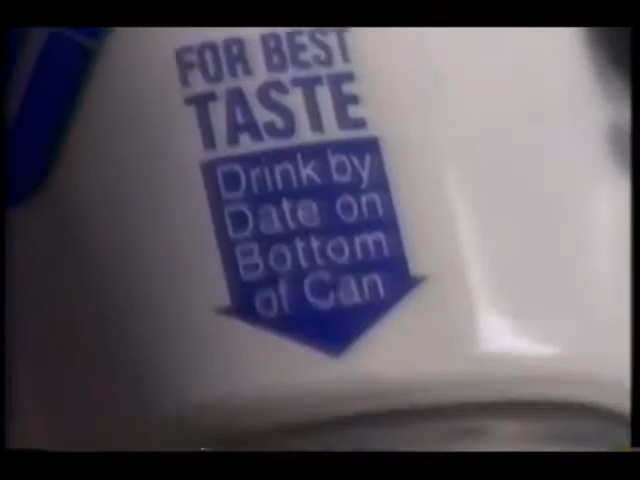 FOR BEST
TASTE
Drink by
Date on
Bottom
of Can